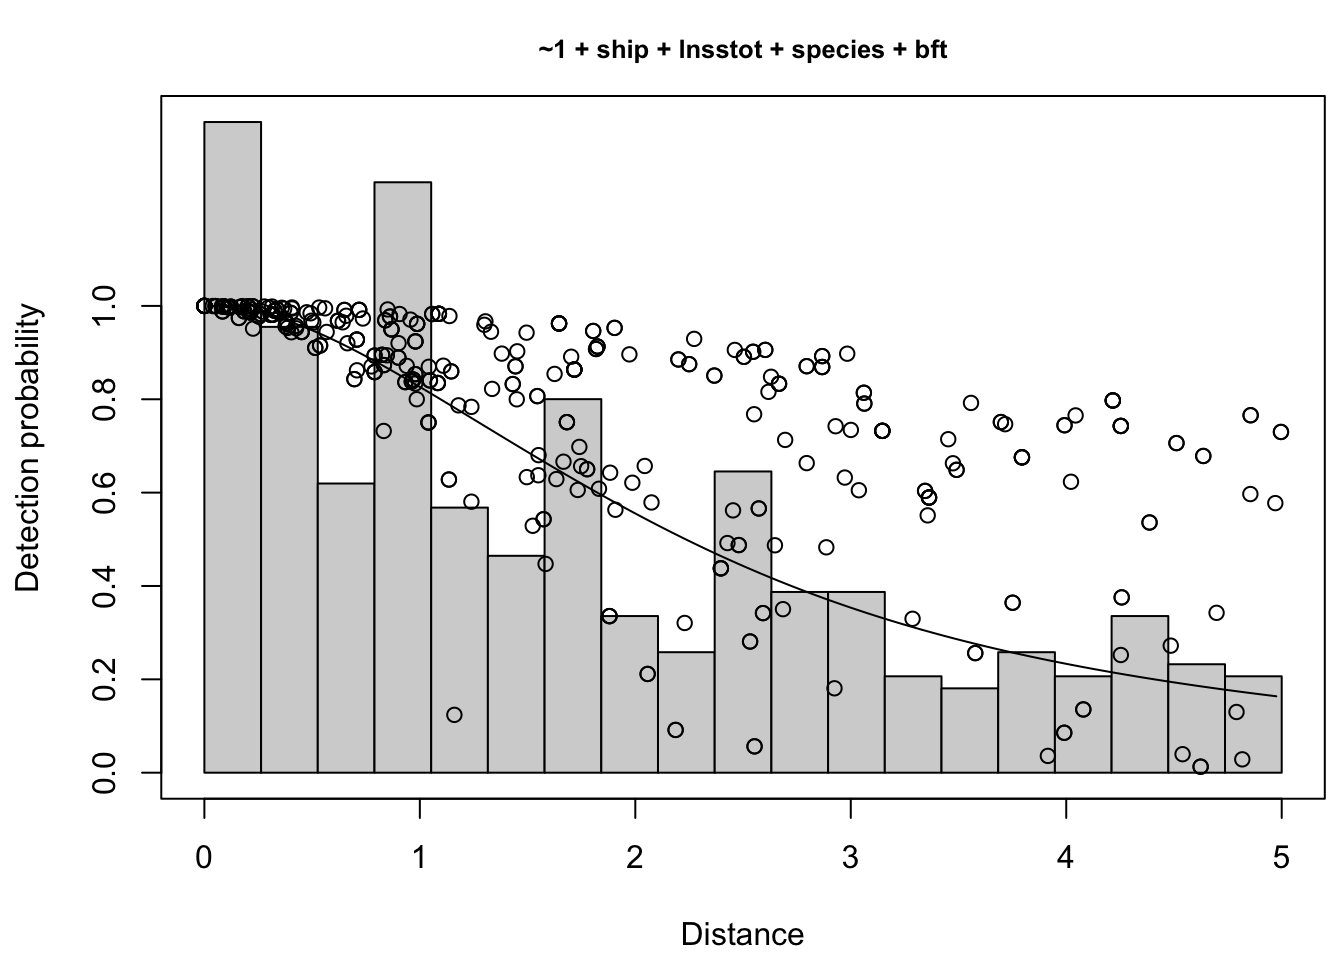 ~1 + ship + lnsstot + species + bft
Detection probability
1.0
0.8
0.6
0.4
0.2
0.0
0 1 2 3 4 5
Distance